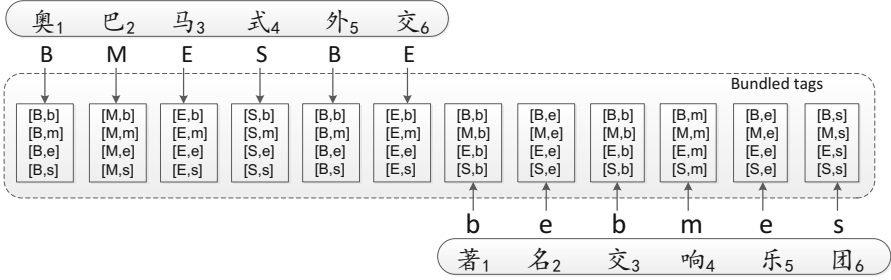 奥₁ 巴₂ 马₃ 式₄ 外₅ 交₆
B M E S B E
Bundled tags
[B,b] [M,b] [E,b] [S,b] [B,b] [E,b] [B,b] [B,e] [B,b] [B,m] [B,e] [B,s]
[B,m] [M,m] [E,m] [S,m] [B,m] [E,m] [M,b] [M,e] [M,b] [M,m] [M,e] [M,s]
[B,e] [M,e] [E,e] [S,e] [B,e] [E,e] [E,b] [E,e] [E,b] [E,m] [E,e] [E,s]
[B,s] [M,s] [E,s] [S,s] [B,s] [E,s] [S,b] [S,e] [S,b] [S,m] [S,e] [S,s]
b e b m e s
著₁ 名₂ 交₃ 响₄ 乐₅ 团₆